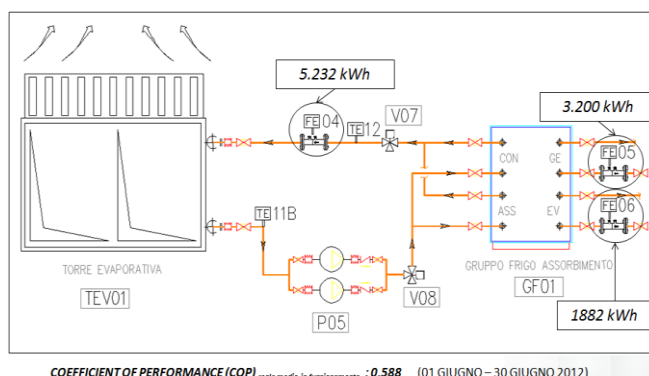 5.232 kWh
3.200 kWh
FE 04
TE 12
V07
CON
GE
FE 05
ASS
EV
FE 06
TE 11B
TORRE EVAPORATIVA
TEV01
P05
V08
GRUPPO FRIGO ASSORBIMENTO
GF01
1882 kWh
COEFFICIENT OF PERFORMANCE (COP) : 0,588 (01 GIUGNO – 30 GIUGNO 2012)